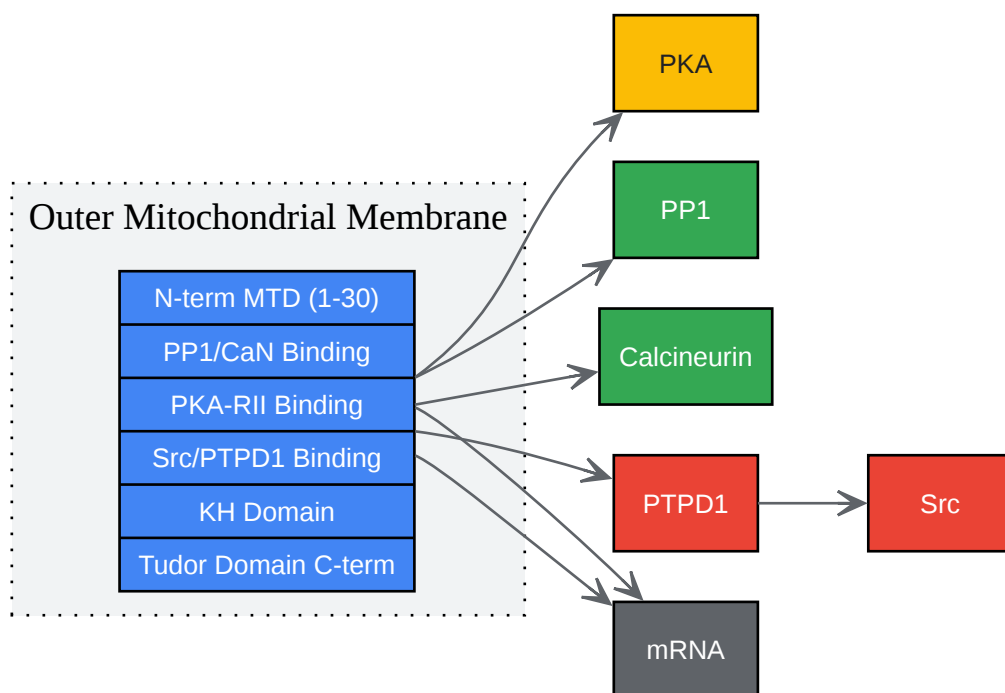 PKA
PP1
Outer Mitochondrial Membrane
N-term MTD (1-30)
PP1/CaN Binding
Calcineurin
PKA-RII Binding
Src/PTPD1 Binding
PTPD1
Src
KH Domain
Tudor Domain C-term
mRNA